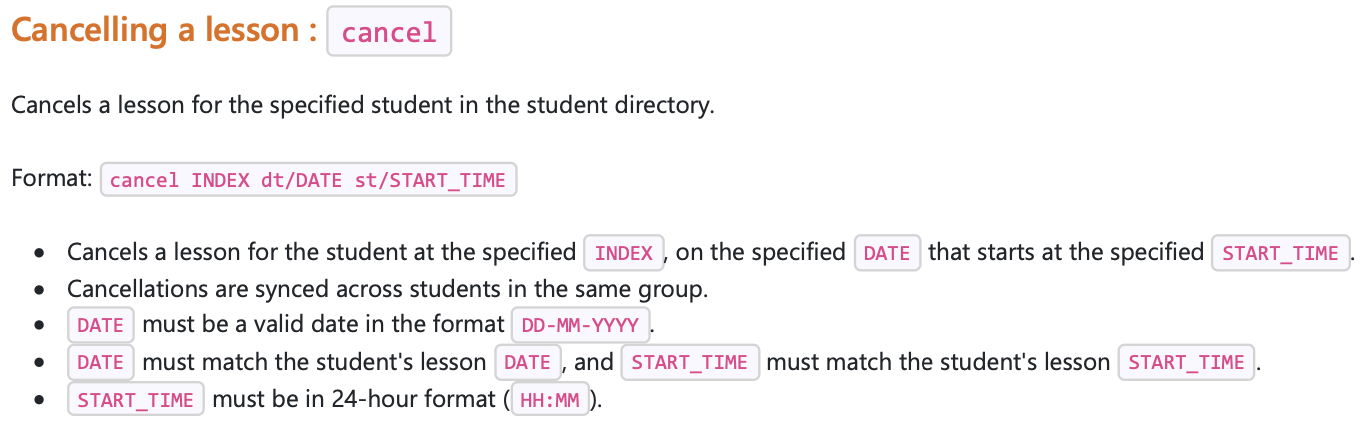 Cancelling a lesson : cancel
Cancels a lesson for the specified student in the student directory.
Format: cancel INDEX dt/DATE st/START_TIME
• Cancels a lesson for the student at the specified INDEX, on the specified DATE that starts at the specified START_TIME.
• Cancellations are synced across students in the same group.
• DATE must be a valid date in the format DD-MM-YYYY.
• DATE must match the student's lesson DATE, and START_TIME must match the student's lesson START_TIME.
• START_TIME must be in 24-hour format (HH:MM).